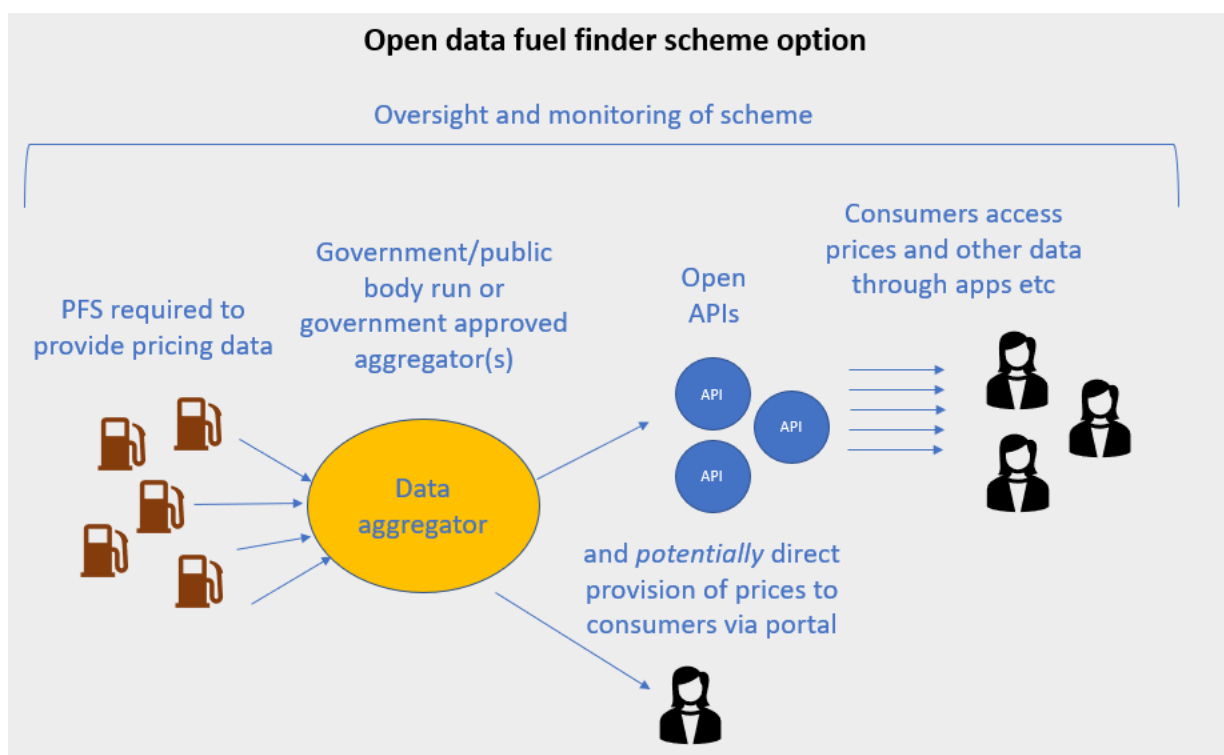 Open data fuel finder scheme option
Oversight and monitoring of scheme
PFS required to
provide pricing data
Government/public
body run or
government approved
aggregator(s)
Data
aggregator
Open
APIs
API
API
API
Consumers access
prices and other data
through apps etc
and potentially direct
provision of prices to
consumers via portal